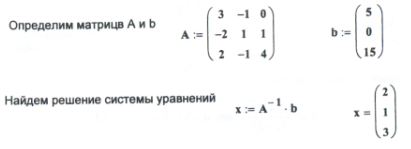 Определим матрицв A и b
A := ( 3 -1 0
-2 1 1
2 -1 4 )
b := ( 5
0
15 )
Найдем решение системы уравнений
x := A⁻¹ · b
x = ( 2
1
3 )